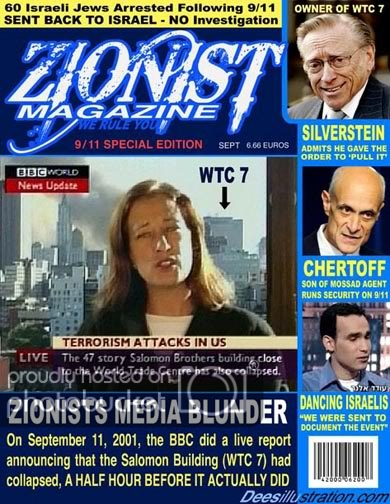 60 Israeli Jews Arrested Following 9/11
SENT BACK TO ISRAEL - NO Investigation
ZIONIST
MAGAZINE
WE RULE YOU
9/11 SPECIAL EDITION SEPT 6.66 EUROS
OWNER OF WTC 7
SILVERSTEIN
ADMITS HE GAVE THE
ORDER TO 'PULL IT'
CHERTOFF
SON OF MOSSAD AGENT
RUNS SECURITY ON 9/11
עודד אלנר
DANCING ISRAELIS
"WE WERE SENT TO
DOCUMENT THE EVENT"
BBC WORLD
News Update
WTC 7
TERRORISM ATTACKS IN US
LIVE The 47 story Salomon Brothers building close
to the World Trade Centre has also collapsed.
proudly hosted on
ZIONISTS MEDIA BLUNDER
On September 11, 2001, the BBC did a live report
announcing that the Salomon Building (WTC 7) had
collapsed, A HALF HOUR BEFORE IT ACTUALLY DID
42000 06200
Deesillustration.com